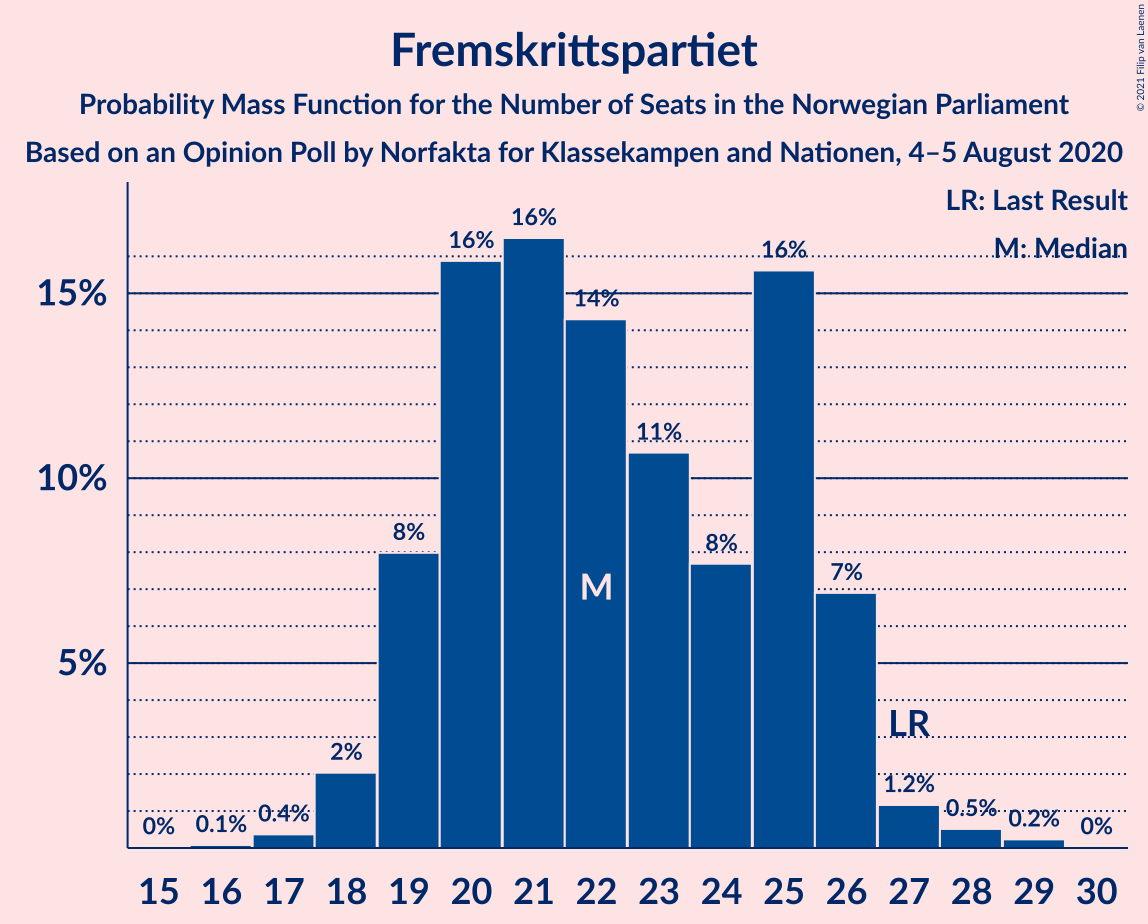 Fremskrittspartiet
Probability Mass Function for the Number of Seats in the Norwegian Parliament
Based on an Opinion Poll by Norfakta for Klassekampen and Nationen, 4–5 August 2020
© 2021 Filip van Laenen
LR: Last Result
M: Median
15%
10%
5%
0%
0.1%
0.4%
2%
8%
16%
16%
14%
11%
8%
16%
7%
1.2%
0.5%
0.2%
0%
M
LR
15 16 17 18 19 20 21 22 23 24 25 26 27 28 29 30